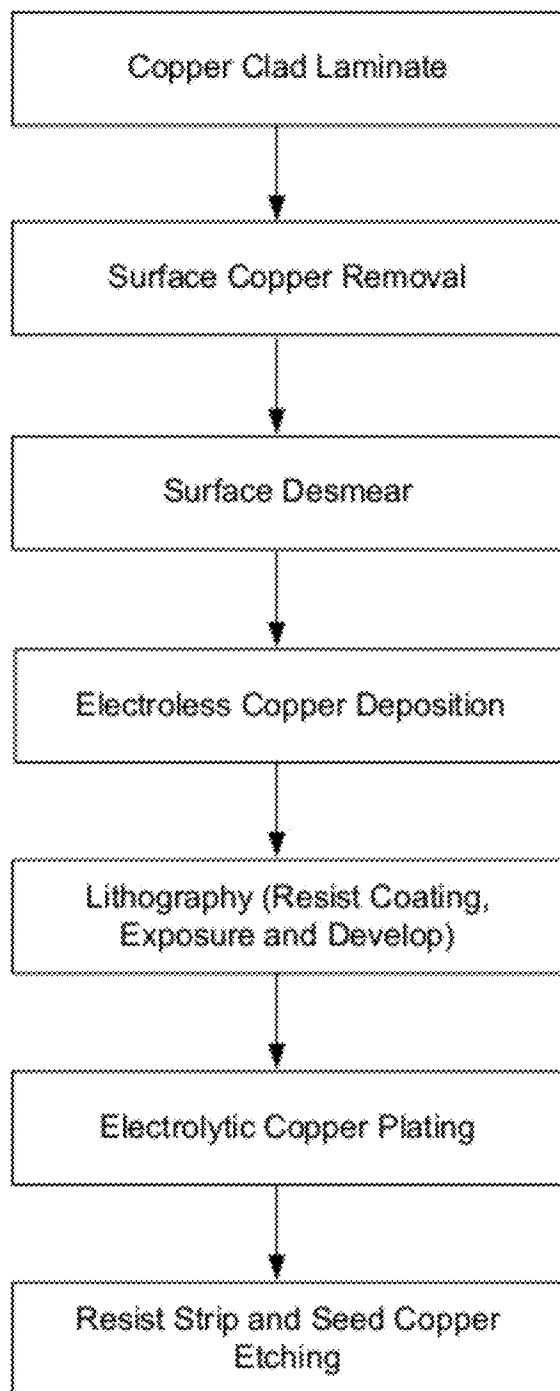 Copper Clad Laminate
Surface Copper Removal
Surface Desmear
Electroless Copper Deposition
Lithography (Resist Coating,
Exposure and Develop)
Electrolytic Copper Plating
Resist Strip and Seed Copper
Etching